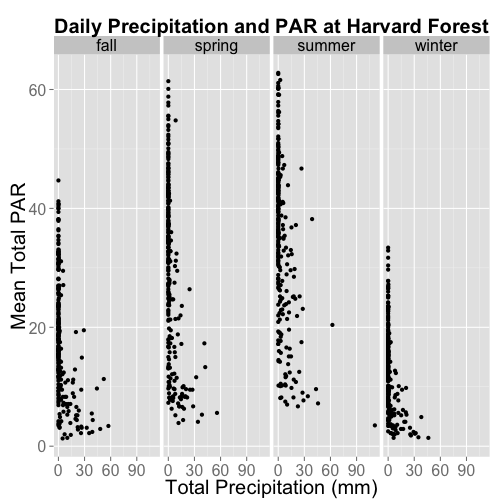 Daily Precipitation and PAR at Harvard Forest
fall spring summer winter
60
40
20
0
Mean Total PAR
0 30 60 90 0 30 60 90 0 30 60 90 0 30 60 90
Total Precipitation (mm)